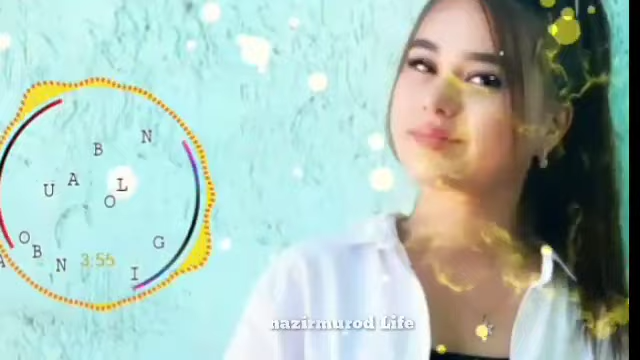 B N
U A L
O
O B N 3:55 G
I
nazirmurod Life